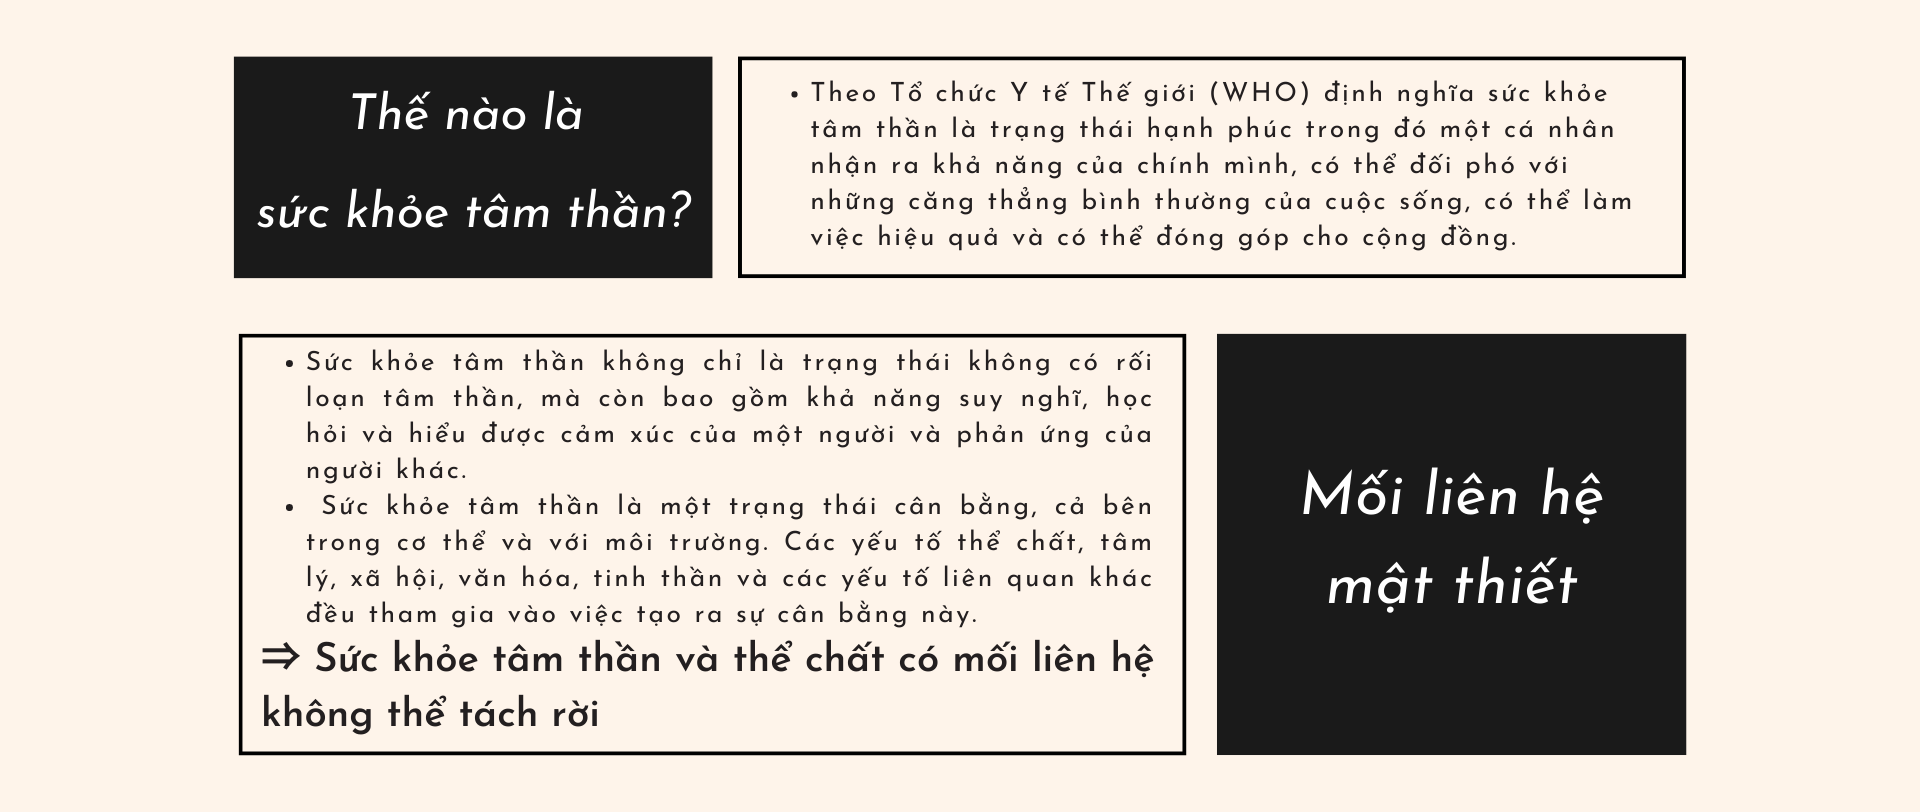 Thế nào là
sức khỏe tâm thần?
• Theo Tổ chức Y tế Thế giới (WHO) định nghĩa sức khỏe
tâm thần là trạng thái hạnh phúc trong đó một cá nhân
nhận ra khả năng của chính mình, có thể đối phó với
những căng thẳng bình thường của cuộc sống, có thể làm
việc hiệu quả và có thể đóng góp cho cộng đồng.
• Sức khỏe tâm thần không chỉ là trạng thái không có rối
loạn tâm thần, mà còn bao gồm khả năng suy nghĩ, học
hỏi và hiểu được cảm xúc của một người và phản ứng của
người khác.
• Sức khỏe tâm thần là một trạng thái cân bằng, cả bên
trong cơ thể và với môi trường. Các yếu tố thể chất, tâm
lý, xã hội, văn hóa, tinh thần và các yếu tố liên quan khác
đều tham gia vào việc tạo ra sự cân bằng này.
⇒ Sức khỏe tâm thần và thể chất có mối liên hệ
không thể tách rời
Mối liên hệ
mật thiết